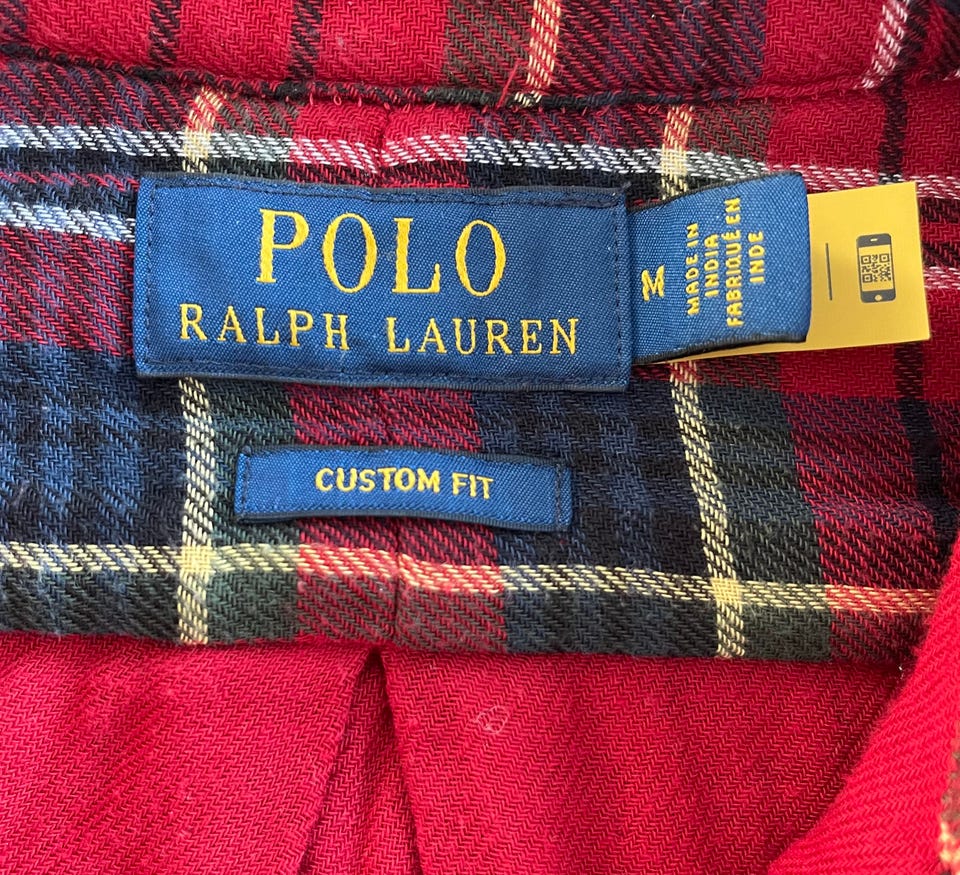 POLO
RALPH LAUREN
M
MADE IN
INDIA
FABRIQUÉ EN
INDE
CUSTOM FIT